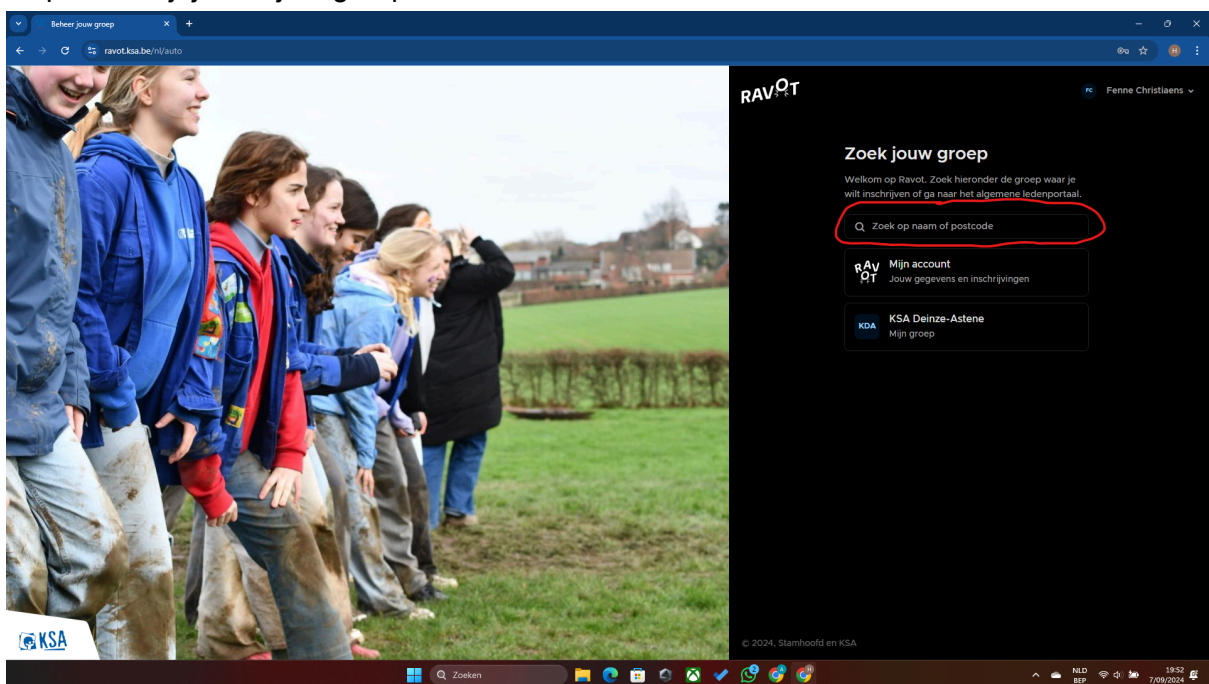 Beheer jouw groep
ravot.ksa.be/nl/auto
H
RAVOT
FC
Fenne Christiaens
Zoek jouw groep
Welkom op Ravot. Zoek hieronder de groep waar je
wilt inschrijven of ga naar het algemene ledenportaal.
Zoek op naam of postcode
RAV
OT
Mijn account
Jouw gegevens en inschrijvingen
KDA
KSA Deinze-Astene
Mijn groep
KSA
© 2024, Stamhoofd en KSA
Zoeken
NLD
BEP
19:52
7/09/2024